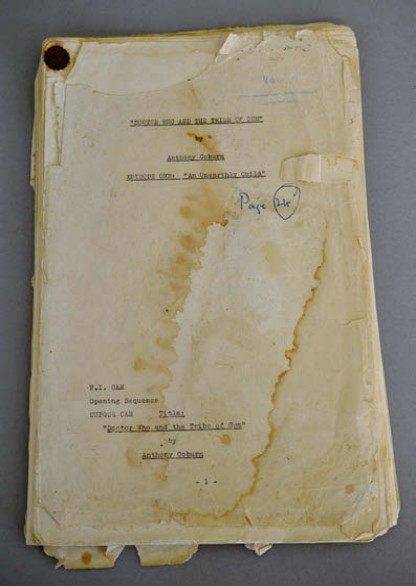 "DOCTOR WHO AND THE TRIBE OF GUM"
by
Anthony Coburn
EPISODE ONE: "An Unearthly Child"
Page 24
F.I. CAM
Opening Sequence
SUPOSE CAM Title:
"Doctor Who and the Tribe of Gum"
by
Anthony Coburn
- 1 -